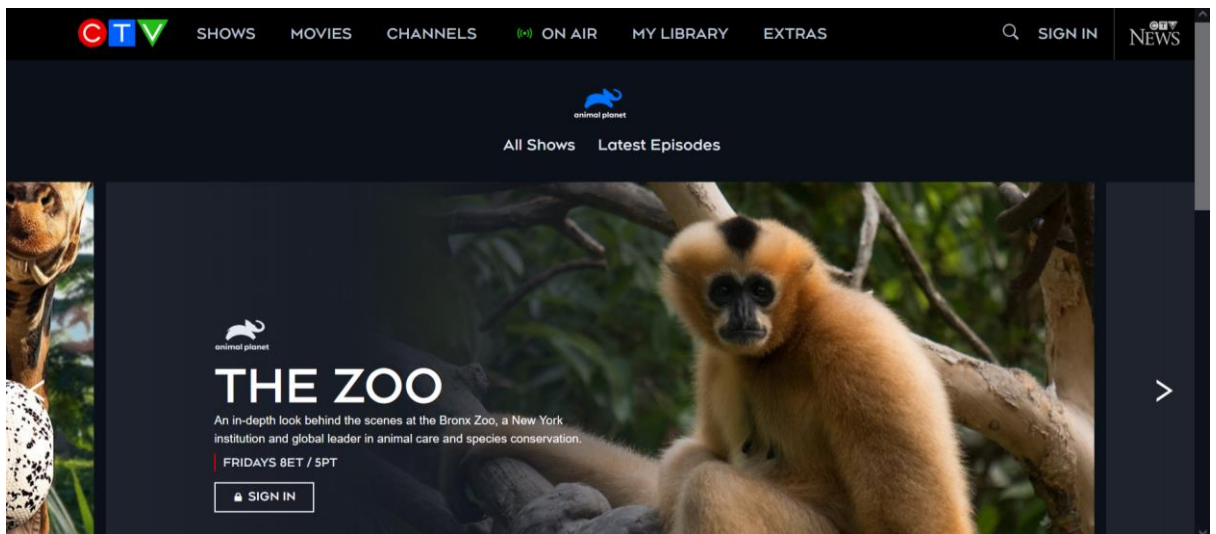 CTV SHOWS MOVIES CHANNELS ON AIR MY LIBRARY EXTRAS SIGN IN CTV NEWS
animal planet
All Shows Latest Episodes
animal planet
THE ZOO
An in-depth look behind the scenes at the Bronx Zoo, a New York
institution and global leader in animal care and species conservation.
FRIDAYS 8ET / 5PT
SIGN IN